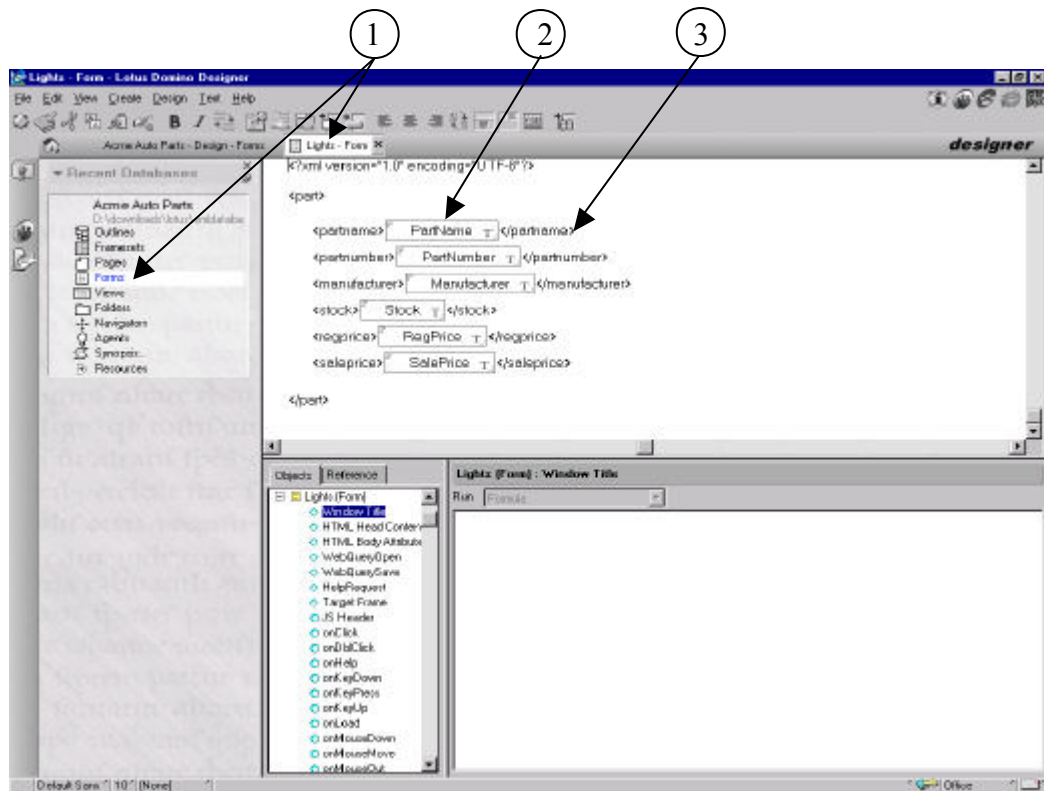 1 2 3
Lights - Form - Lotus Domino Designer
File Edit View Create Design Text Help
Acme Auto Parts - Design - Forms Lights - Form designer
Recent Databases
Acme Auto Parts
Outlines
Framesets
Pages
Forms
Views
Folders
Navigators
Agents
Synopsis...
Resources
<?xml version="1.0" encoding="UTF-8"?>
<part>
<partname> PartName T </partname>
<partnumber> PartNumber T </partnumber>
<manufacturer> Manufacturer T </manufacturer>
<stock> Stock T </stock>
<regprice> RegPrice T </regprice>
<saleprice> SalePrice T </saleprice>
</part>
Objects Reference
Lights (Form) : Window Title
Run Formula
Lights (Form)
Window Title
HTML Head Content
HTML Body Attribute
WebQueryOpen
WebQuerySave
HelpRequest
Target Frame
JS Header
onClick
onDblClick
onHelp
onKeyDown
onKeyPress
onKeyUp
onLoad
onMouseDown
onMouseMove
onMouseOut
Default Sans 10 [None] Office